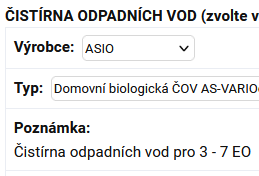 ČISTÍRNA ODPADNÍCH VOD (zvolte v
Výrobce: ASIO
Typ: Domovní biologická ČOV AS-VARIO
Poznámka:
Čistírna odpadních vod pro 3 - 7 EO